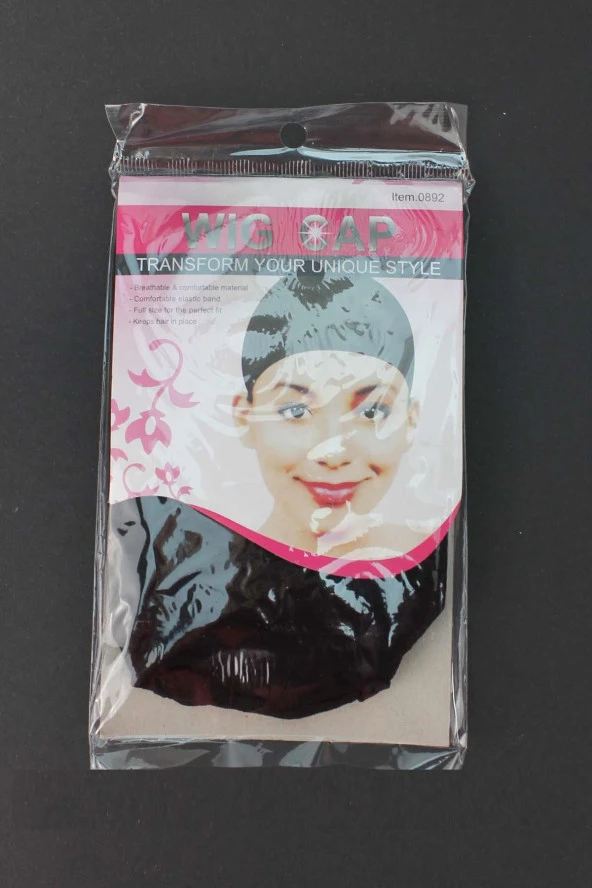 Item.0892
WIG CAP
TRANSFORM YOUR UNIQUE STYLE
- Breathable & comfortable material
- Comfortable elastic band
- Full size for the perfect fit
- Keeps hair in place